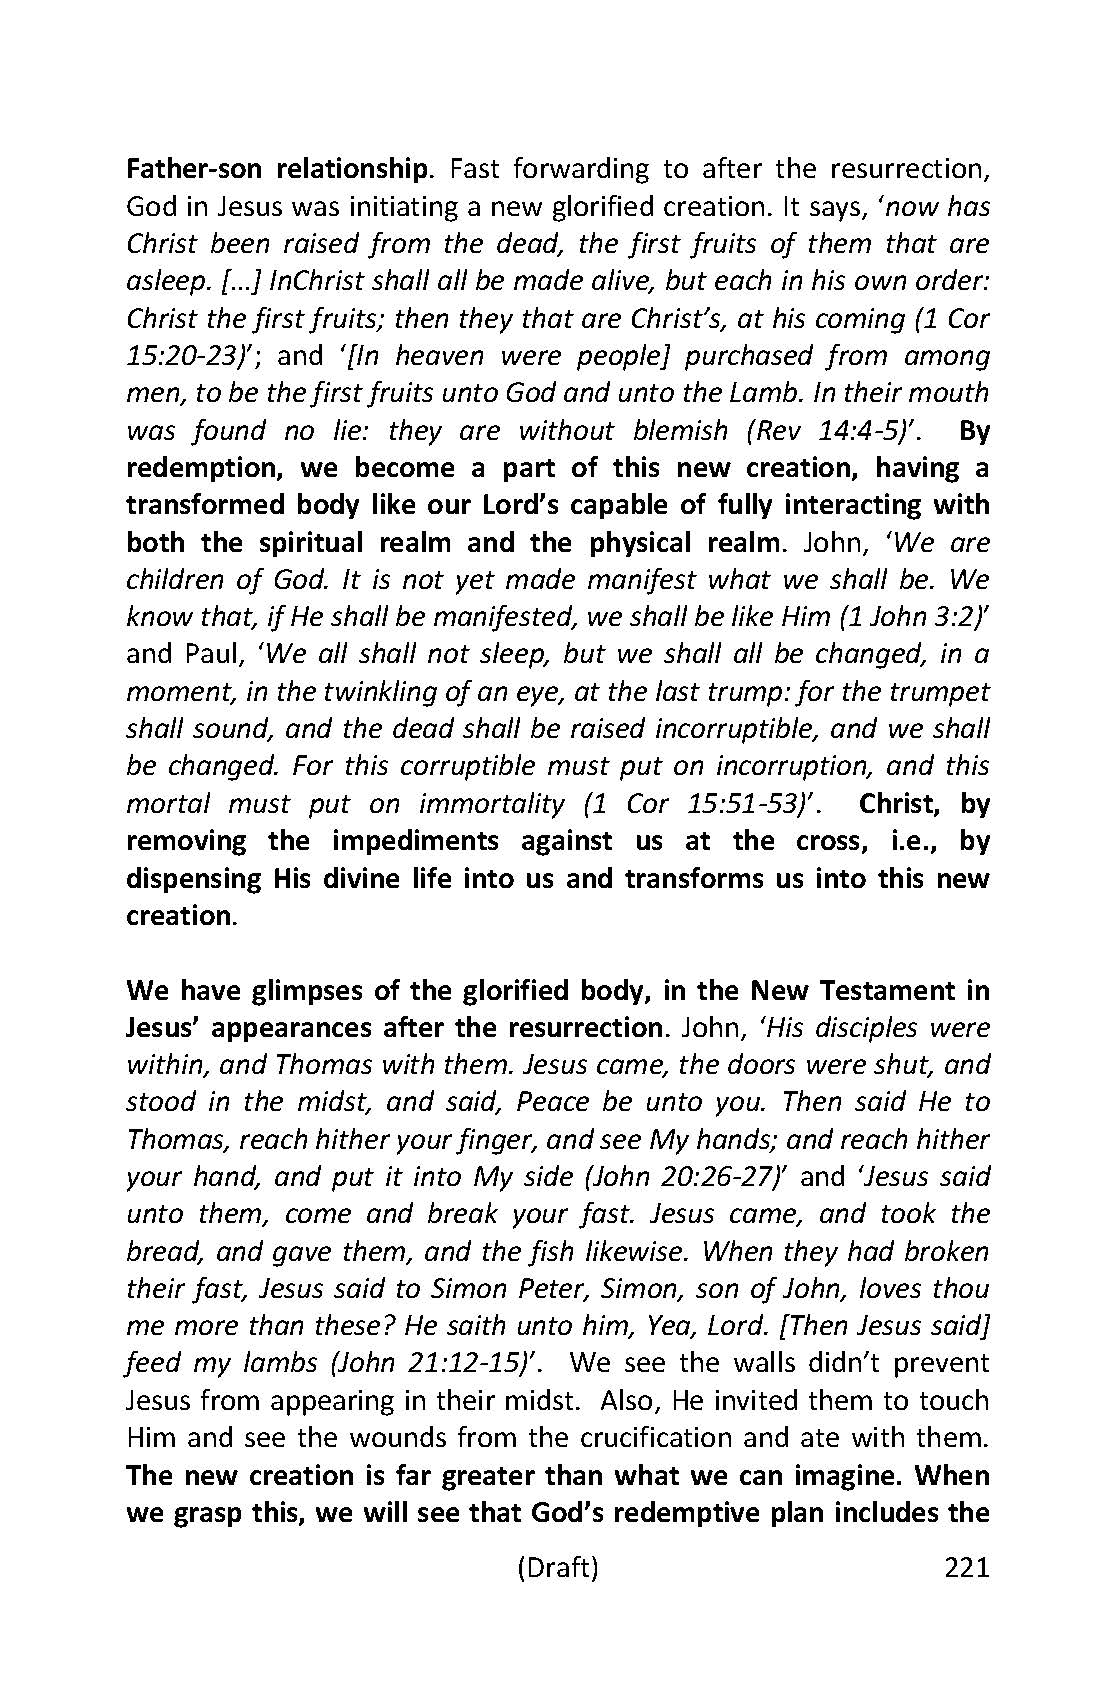 Father-son relationship. Fast forwarding to after the resurrection,
God in Jesus was initiating a new glorified creation. It says, ‘now has
Christ been raised from the dead, the first fruits of them that are
asleep. […] InChrist shall all be made alive, but each in his own order:
Christ the first fruits; then they that are Christ’s, at his coming (1 Cor
15:20-23)’; and ‘[In heaven were people] purchased from among
men, to be the first fruits unto God and unto the Lamb. In their mouth
was found no lie: they are without blemish (Rev 14:4-5)’. By
redemption, we become a part of this new creation, having a
transformed body like our Lord’s capable of fully interacting with
both the spiritual realm and the physical realm. John, ‘We are
children of God. It is not yet made manifest what we shall be. We
know that, if He shall be manifested, we shall be like Him (1 John 3:2)’
and Paul, ‘We all shall not sleep, but we shall all be changed, in a
moment, in the twinkling of an eye, at the last trump: for the trumpet
shall sound, and the dead shall be raised incorruptible, and we shall
be changed. For this corruptible must put on incorruption, and this
mortal must put on immortality (1 Cor 15:51-53)’. Christ, by
removing the impediments against us at the cross, i.e., by
dispensing His divine life into us and transforms us into this new
creation.
We have glimpses of the glorified body, in the New Testament in
Jesus’ appearances after the resurrection. John, ‘His disciples were
within, and Thomas with them. Jesus came, the doors were shut, and
stood in the midst, and said, Peace be unto you. Then said He to
Thomas, reach hither your finger, and see My hands; and reach hither
your hand, and put it into My side (John 20:26-27)’ and ‘Jesus said
unto them, come and break your fast. Jesus came, and took the
bread, and gave them, and the fish likewise. When they had broken
their fast, Jesus said to Simon Peter, Simon, son of John, loves thou
me more than these? He saith unto him, Yea, Lord. [Then Jesus said]
feed my lambs (John 21:12-15)’. We see the walls didn’t prevent
Jesus from appearing in their midst. Also, He invited them to touch
Him and see the wounds from the crucification and ate with them.
The new creation is far greater than what we can imagine. When
we grasp this, we will see that God’s redemptive plan includes the
(Draft) 221